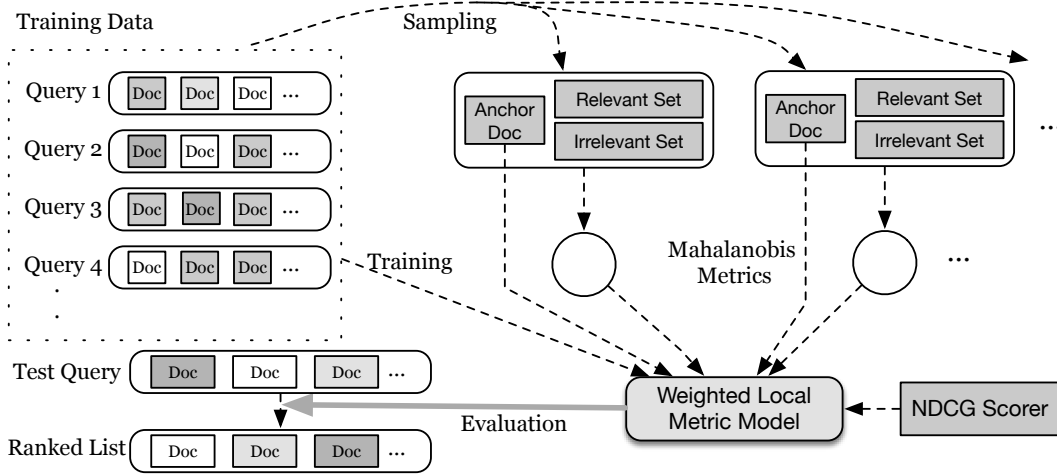 Training Data
Sampling
Query 1
Doc Doc Doc ...
Query 2
Doc Doc Doc ...
Query 3
Doc Doc Doc ...
Query 4
Doc Doc Doc ...
.
.
Anchor
Doc
Relevant Set
Irrelevant Set
Anchor
Doc
Relevant Set
Irrelevant Set
...
Training
Mahalanobis
Metrics
...
Test Query
Doc Doc Doc ...
Evaluation
Weighted Local
Metric Model
NDCG Scorer
Ranked List
Doc Doc Doc ...